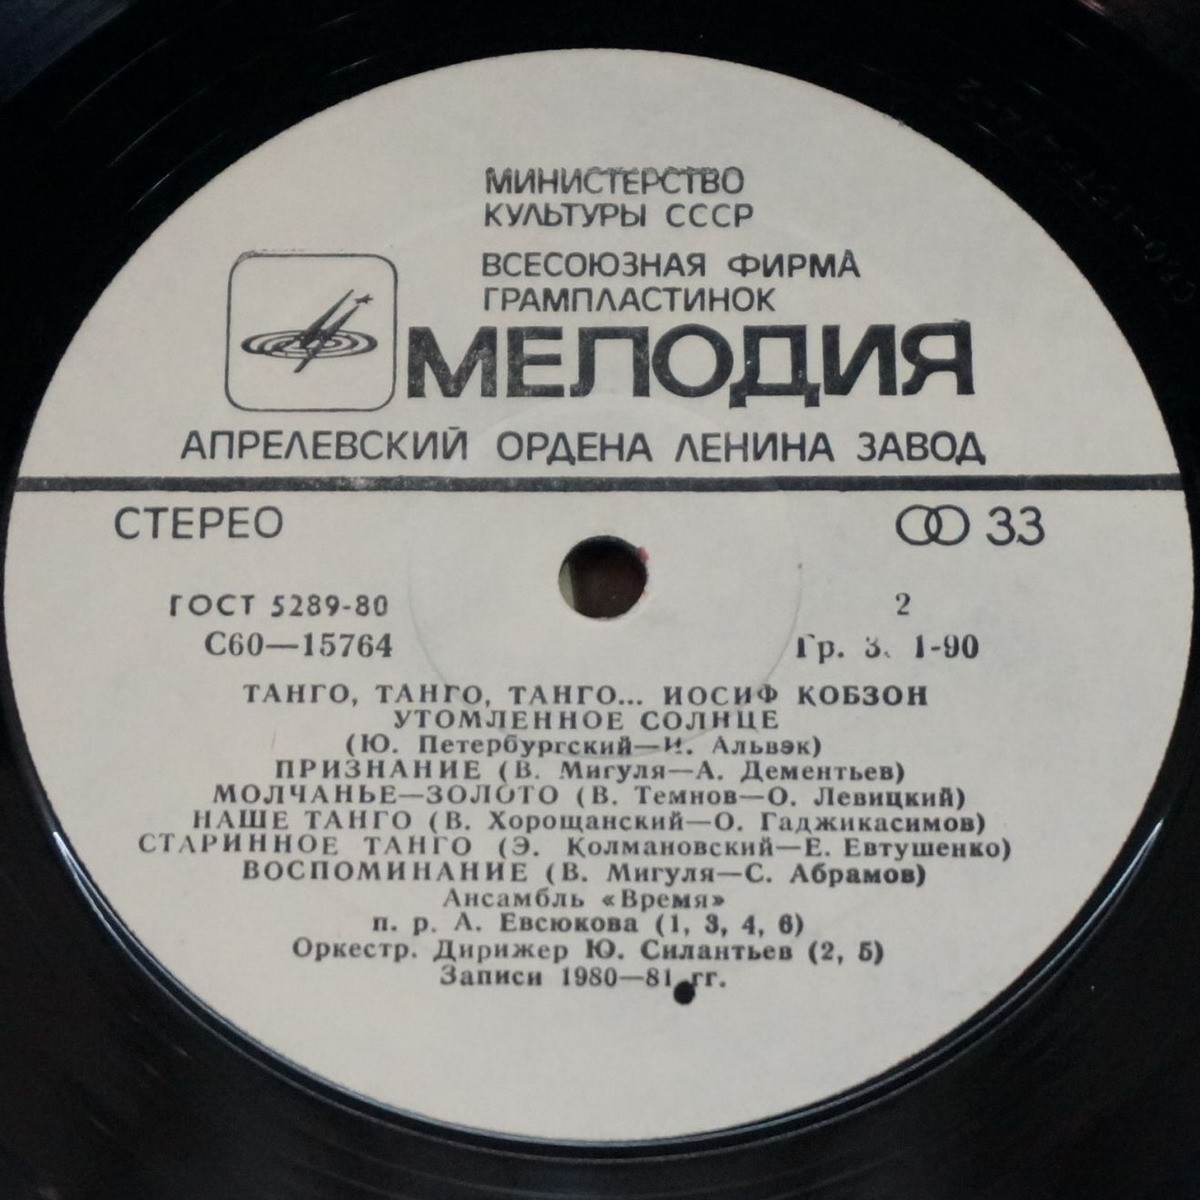 МИНИСТЕРСТВО
КУЛЬТУРЫ СССР
ВСЕСОЮЗНАЯ ФИРМА
ГРАМПЛАСТИНОК
МЕЛОДИЯ
АПРЕЛЕВСКИЙ ОРДЕНА ЛЕНИНА ЗАВОД
СТЕРЕО
33
ГОСТ 5289-80
2
С60—15764
Гр. 3. 1-90
ТАНГО, ТАНГО, ТАНГО... ИОСИФ КОБЗОН
УТОМЛЕННОЕ СОЛНЦЕ
(Ю. Петербургский—И. Альвэк)
ПРИЗНАНИЕ (В. Мигуля—А. Дементьев)
МОЛЧАНЬЕ—ЗОЛОТО (В. Темнов—О. Левицкий)
НАШЕ ТАНГО (В. Хорощанский—О. Гаджикасимов)
СТАРИННОЕ ТАНГО (Э. Колмановский—Е. Евтушенко)
ВОСПОМИНАНИЕ (В. Мигуля—С. Абрамов)
Ансамбль «Время»
п. р. А. Евсюкова (1, 3, 4, 6)
Оркестр. Дирижер Ю. Силантьев (2, 5)
Записи 1980—81 гг.